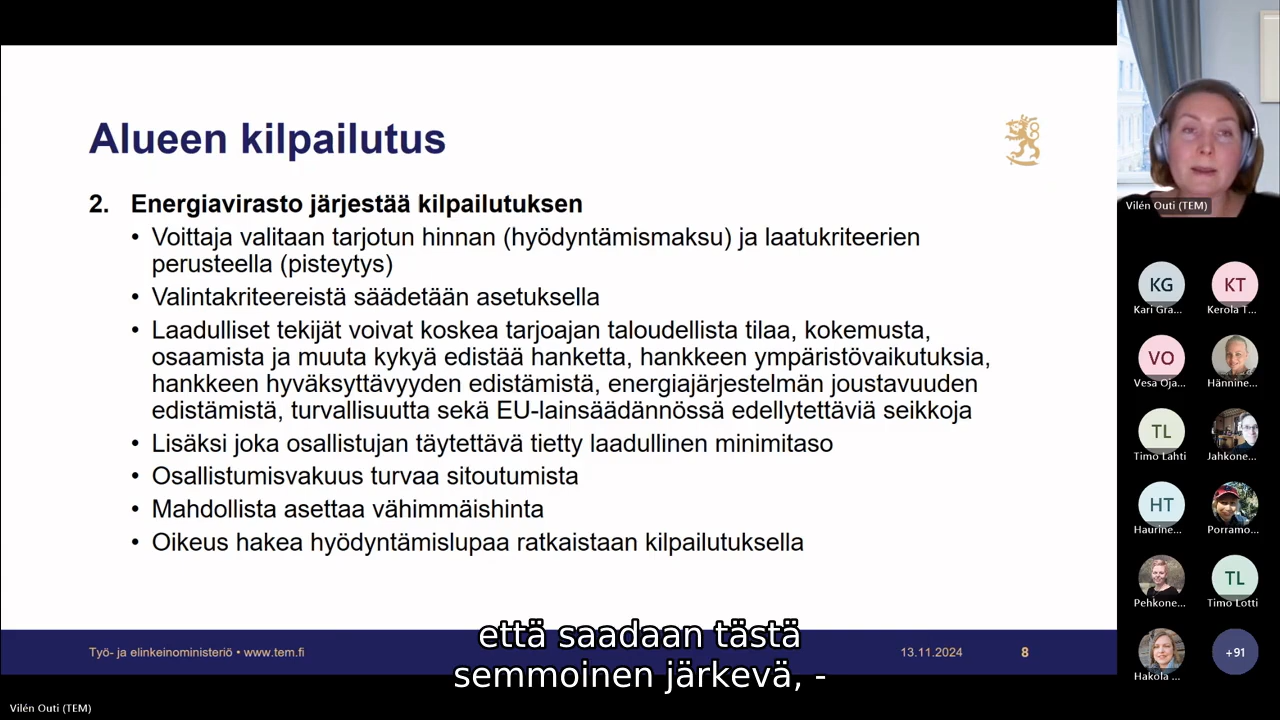 Alueen kilpailutus
2. Energiavirasto järjestää kilpailutuksen
• Voittaja valitaan tarjotun hinnan (hyödyntämismaksu) ja laatukriteerien
perusteella (pisteytys)
• Valintakriteereistä säädetään asetuksella
• Laadulliset tekijät voivat koskea tarjoajan taloudellista tilaa, kokemusta,
osaamista ja muuta kykyä edistää hanketta, hankkeen ympäristövaikutuksia,
hankkeen hyväksyttävyyden edistämistä, energiajärjestelmän joustavuuden
edistämistä, turvallisuutta sekä EU-lainsäädännössä edellytettäviä seikkoja
• Lisäksi joka osallistujan täytettävä tietty laadullinen minimitaso
• Osallistumisvakuus turvaa sitoutumista
• Mahdollista asettaa vähimmäishinta
• Oikeus hakea hyödyntämislupaa ratkaistaan kilpailutuksella
Työ- ja elinkeinoministeriö • www.tem.fi
13.11.2024
8
että saadaan tästä
semmoinen järkevä, -
Vilén Outi (TEM)
Vilén Outi (TEM)
KG
Kari Gra...
KT
Kerola T...
VO
Vesa Oja...
Hännine...
TL
Timo Lahti
Jahkone...
HT
Haurine...
Porramo...
Pehkone...
TL
Timo Lotti
Hakola ...
+91